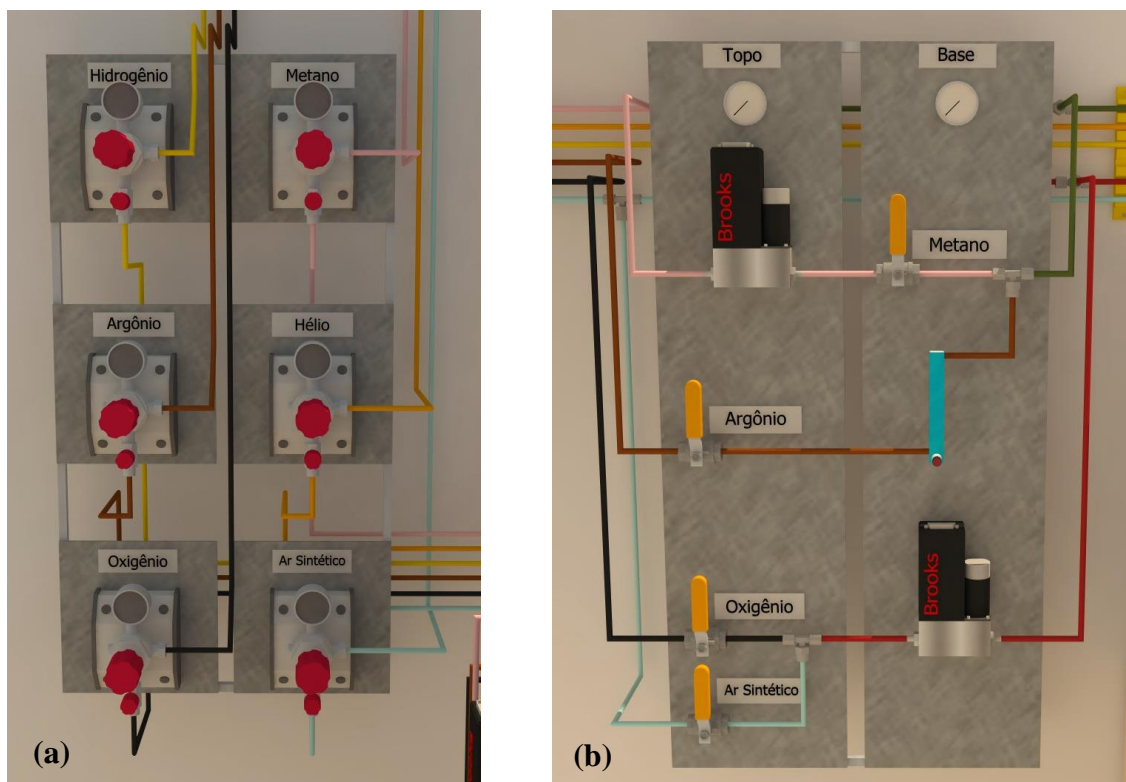 Hidrogênio
Metano
Argônio
Hélio
Oxigênio
Ar Sintético
(a)
Topo
Base
Brooks
Metano
Argônio
Brooks
Oxigênio
Ar Sintético
(b)